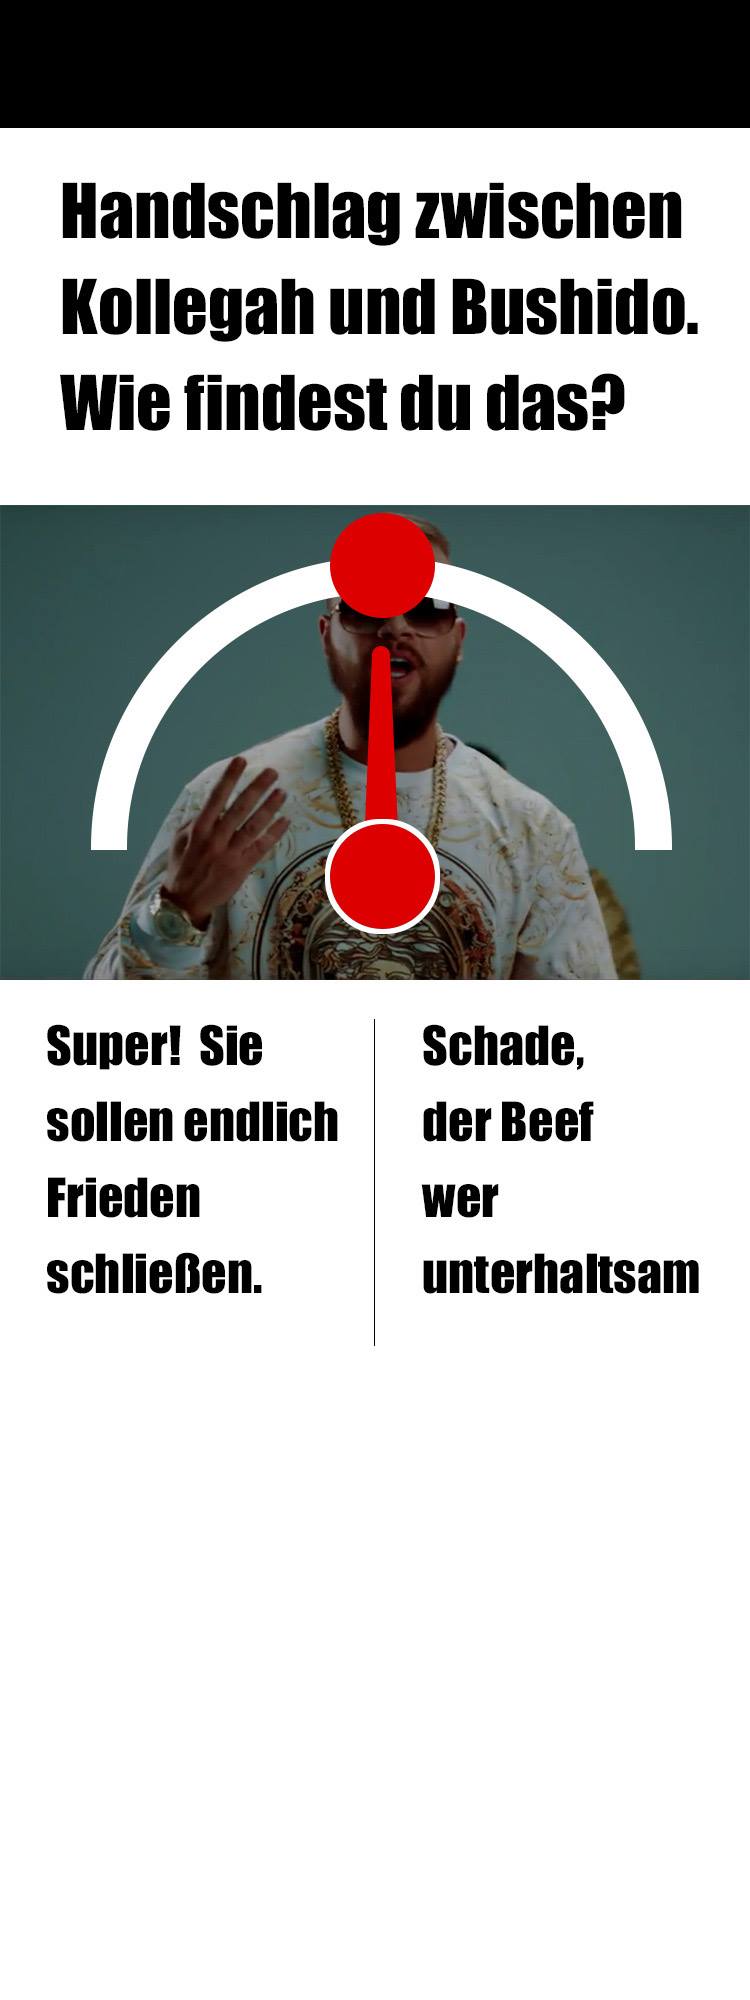 Handschlag zwischen
Kollegah und Bushido.
Wie findest du das?
Super! Sie
sollen endlich
Frieden
schließen.
Schade,
der Beef
wer
unterhaltsam